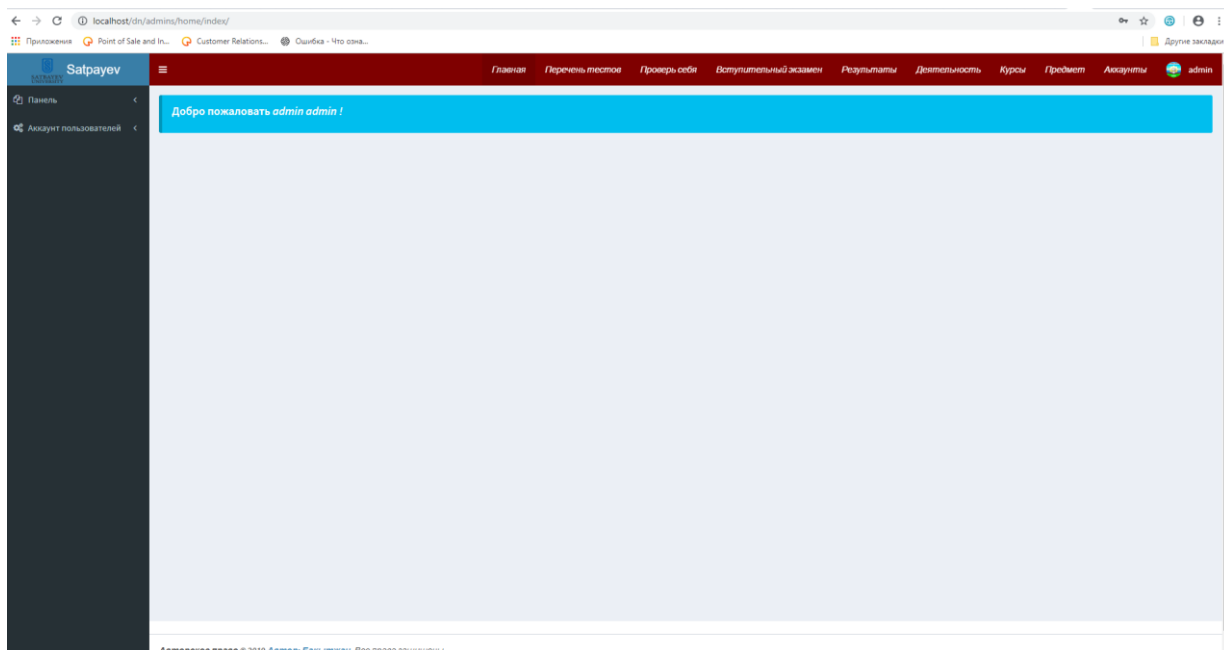 localhost/dn/admins/home/index/
Приложения Point of Sale and In... Customer Relations... Ошибка - Что озна... Другие закладки
SATBAYEV UNIVERSITY
Satpayev
Главная Перечень тестов Проверь себя Вступительный экзамен Результаты Деятельность Курсы Предмет Аккаунты admin
Панель
Аккаунт пользователей
Добро пожаловать admin admin !